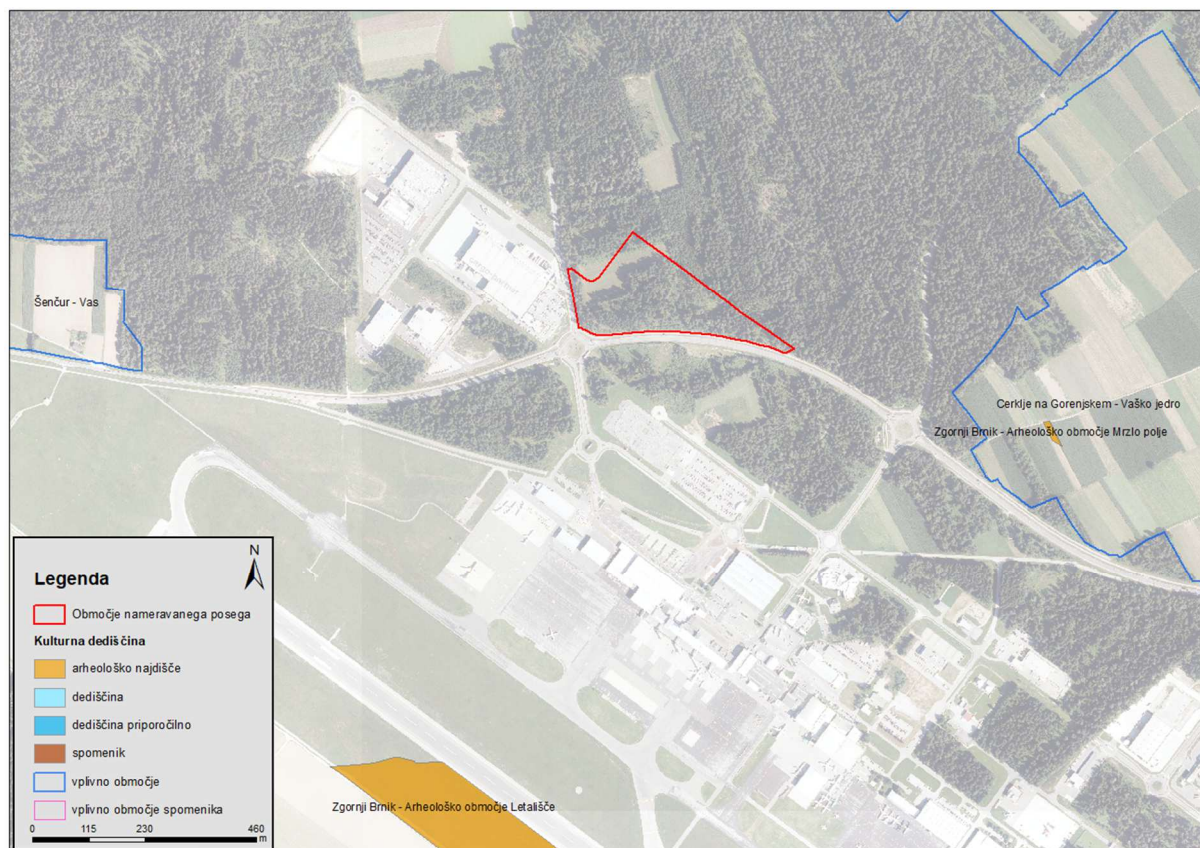 Šenčur - Vas
Cerklje na Gorenjskem - Vaško jedro
Zgornji Brnik - Arheološko območje Mrzlo polje
Zgornji Brnik - Arheološko območje Letališče
N
Legenda
Območje nameravanega posega
Kulturna dediščina
arheološko najdišče
dediščina
dediščina priporočilno
spomenik
vplivno območje
vplivno območje spomenika
0 115 230 460
m